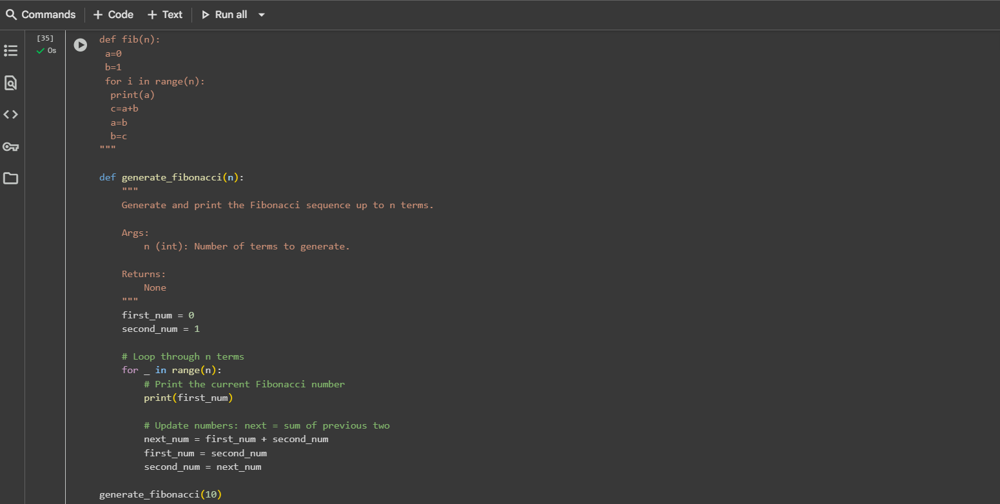 Commands + Code + Text Run all
[35]
0s
def fib(n):
 a=0
 b=1
 for i in range(n):
  print(a)
  c=a+b
  a=b
  b=c
"""
def generate_fibonacci(n):
    """
    Generate and print the Fibonacci sequence up to n terms.
    Args:
        n (int): Number of terms to generate.
    Returns:
        None
    """
    first_num = 0
    second_num = 1
    # Loop through n terms
    for _ in range(n):
        # Print the current Fibonacci number
        print(first_num)
        # Update numbers: next = sum of previous two
        next_num = first_num + second_num
        first_num = second_num
        second_num = next_num
generate_fibonacci(10)